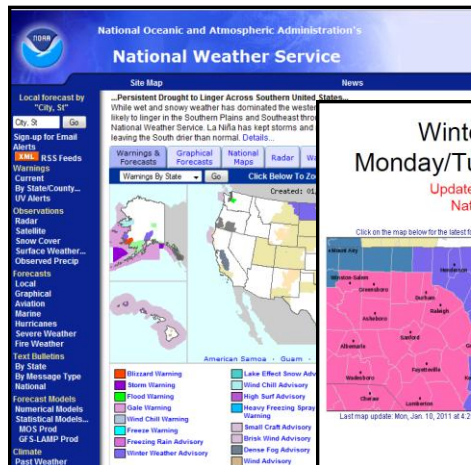 National Oceanic and Atmospheric Administration's
National Weather Service
Site Map
News
Local forecast by
"City, St"
City, St
Go
Sign-up for Email
Alerts
XML RSS Feeds
Warnings
Current
By State/County...
UV Alerts
Observations
Radar
Satellite
Snow Cover
Surface Weather...
Observed Precip
Forecasts
Local
Graphical
Aviation
Marine
Hurricanes
Severe Weather
Fire Weather
Text Bulletins
By State
By Message Type
National
Forecast Models
Numerical Models
Statistical Models...
MOS Prod
GFS-LAMP Prod
Climate
Past Weather
...Persistent Drought to Linger Across Southern United States...
While wet and snowy weather has dominated the weste
likely to linger in the Southern Plains and Southeast throu
National Weather Service. La Niña has kept storms and
leaving the South drier than normal. Details...
Warnings &
Forecasts
Graphical
Forecasts
National
Maps
Radar
Wa
Warnings By State
Go
Click Below To Zo
Created: 01
American Samoa · Guam ·
Blizzard Warning
Storm Warning
Flood Warning
Gale Warning
Wind Chill Warning
Freeze Warning
Freezing Rain Advisory
Winter Weather Advisory
Lake Effect Snow Adv
Wind Chill Advisory
High Surf Advisory
Heavy Freezing Spray
Warning
Small Craft Advisory
Brisk Wind Advisory
Dense Fog Advisory
Wind Advisory
Winte
Monday/Tu
Update
Nat
Click on the map below for the latest fo
Mount Airy
Winston-Salem
Greensboro
Durham
Henderson
Raleigh
Asheboro
Albemarle
Sanford
Fayetteville
Wadesboro
Cheraw
Lumberton
Last map update: Mon, Jan. 10, 2011 at 4:2